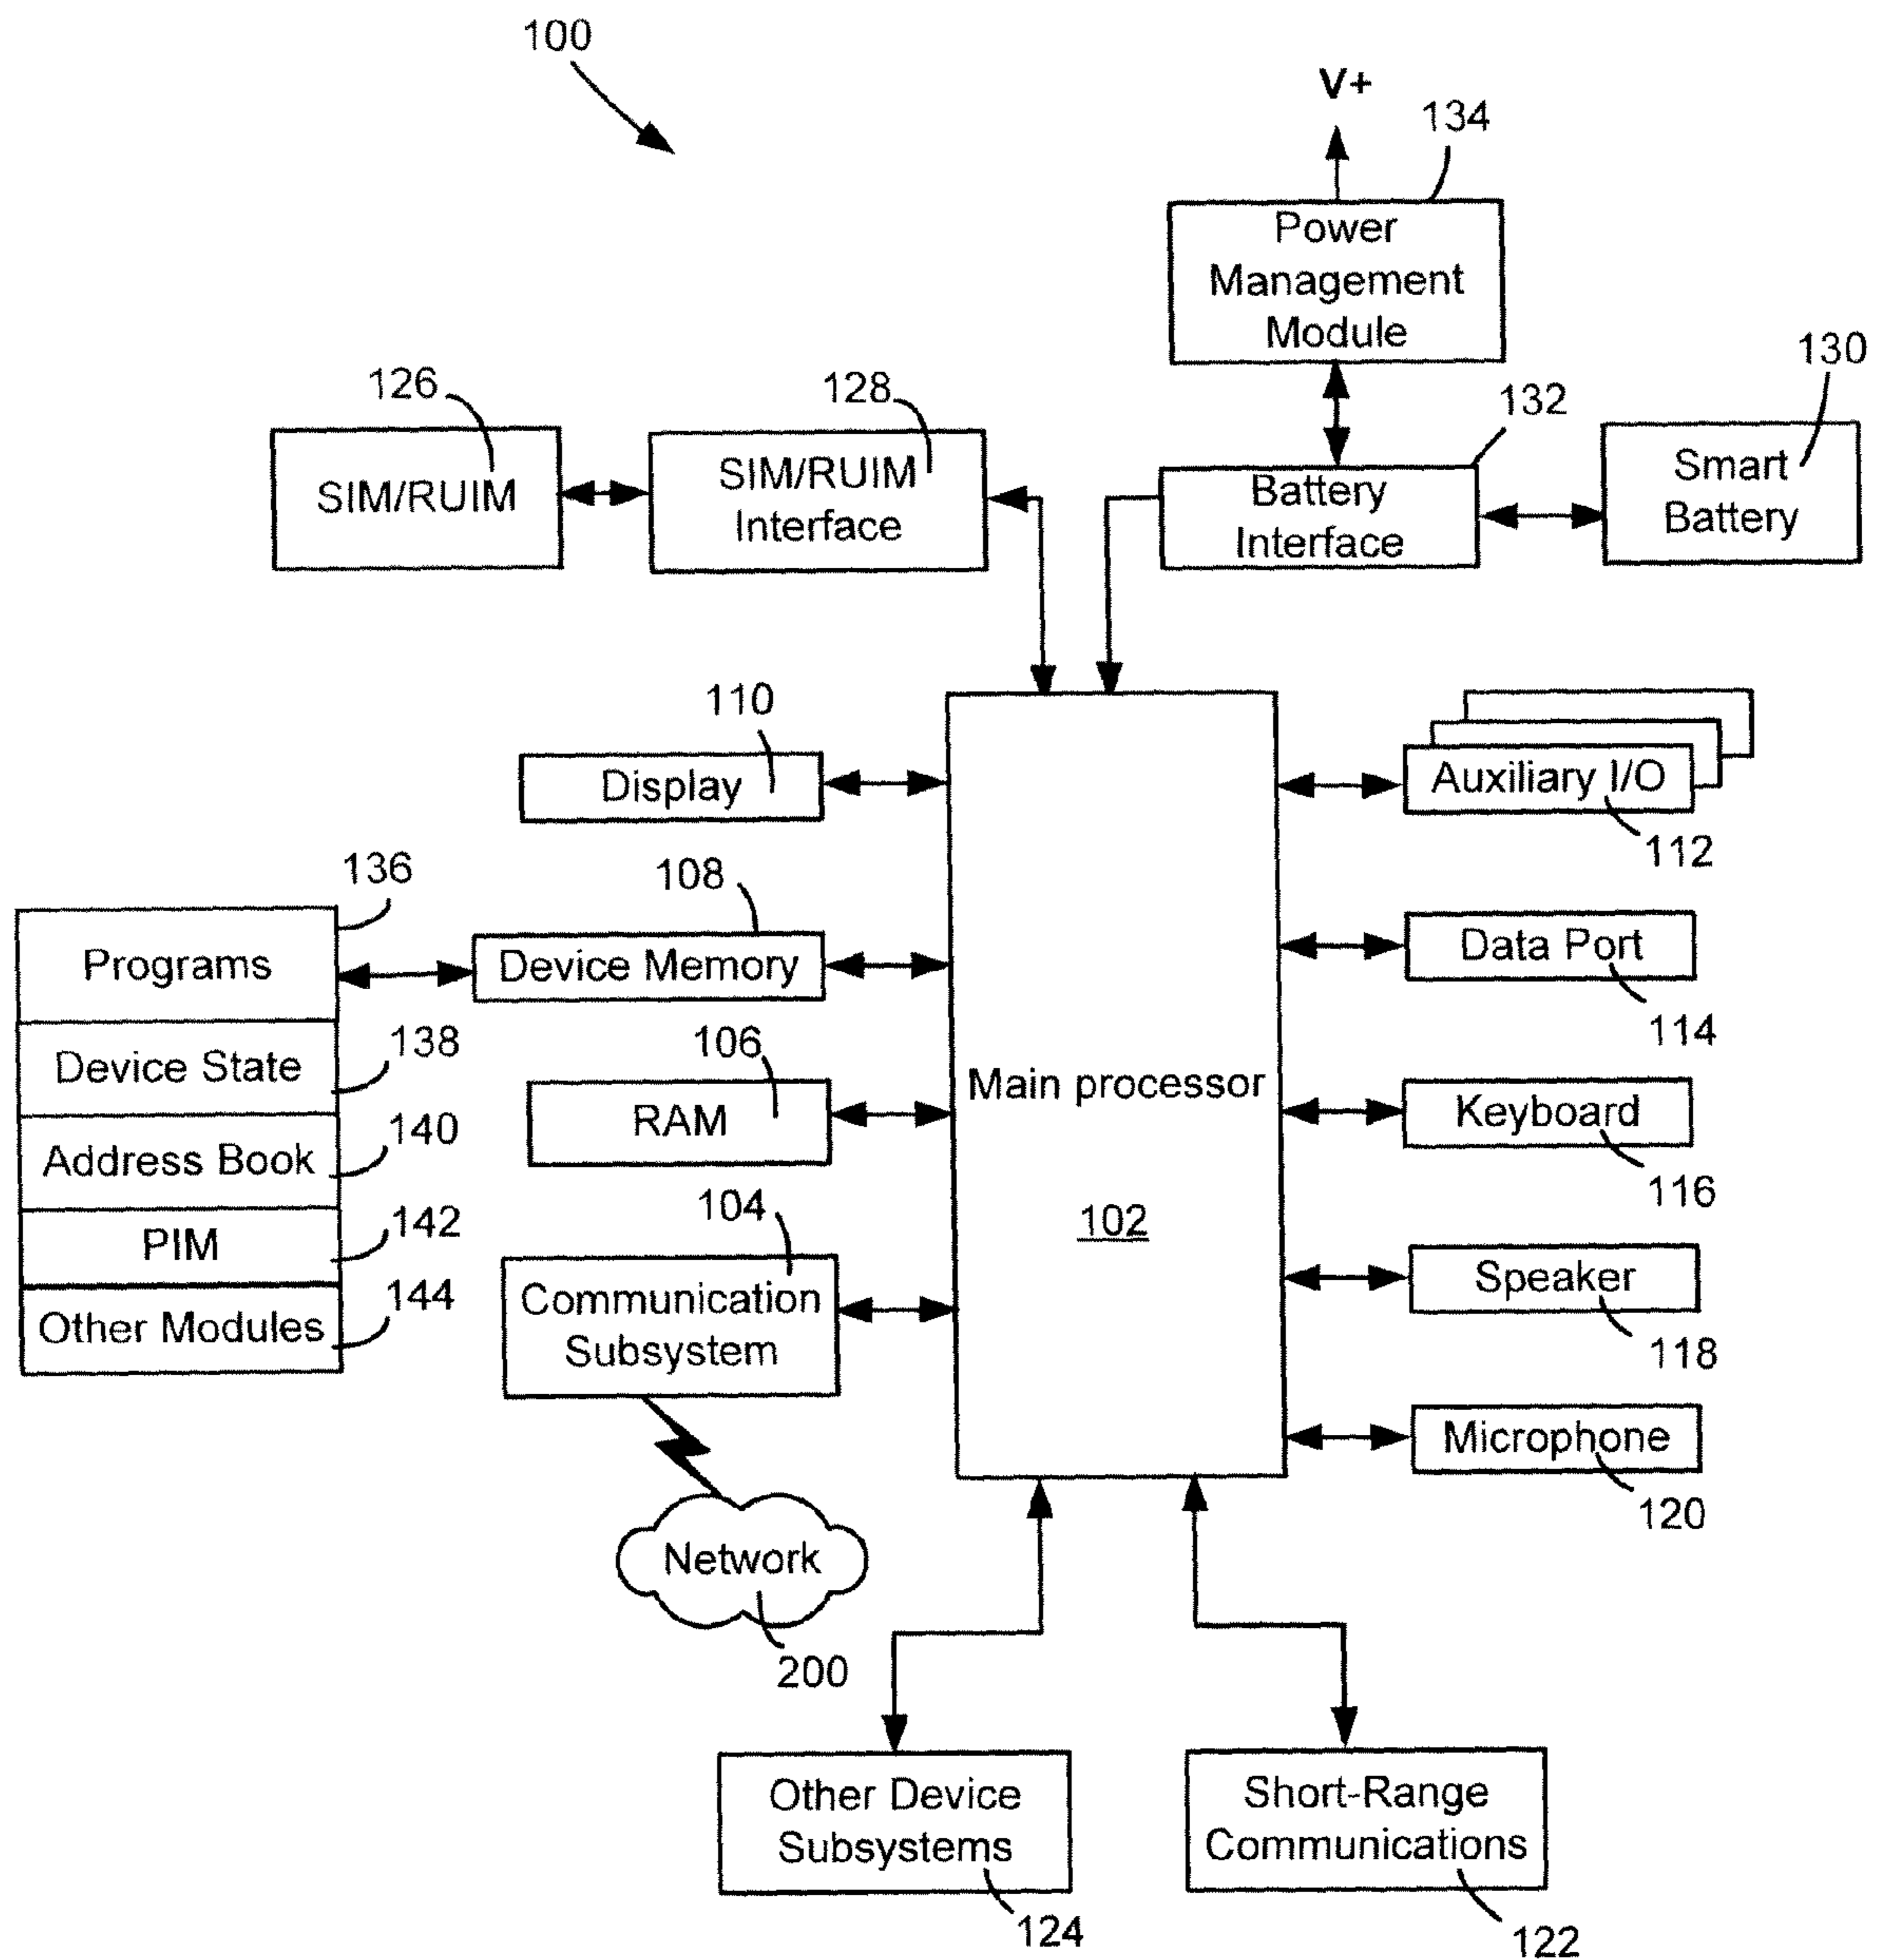 100
V+
134
Power
Management
Module
130
126
128
132
SIM/RUIM
SIM/RUIM
Interface
Battery
Interface
Smart
Battery
110
Display
Auxiliary I/O
112
136
108
Programs
Device Memory
Data Port
114
Device State
138
106
RAM
Main processor
102
Keyboard
116
Address Book
140
104
PIM
142
Communication
Subsystem
Speaker
118
Other Modules
144
Microphone
120
Network
200
Other Device
Subsystems
124
Short-Range
Communications
122